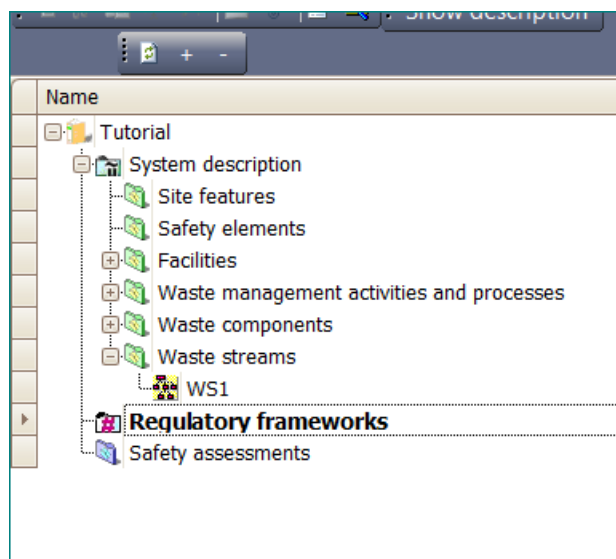 Show description
+ -
Name
Tutorial
System description
Site features
Safety elements
Facilities
Waste management activities and processes
Waste components
Waste streams
WS1
Regulatory frameworks
Safety assessments